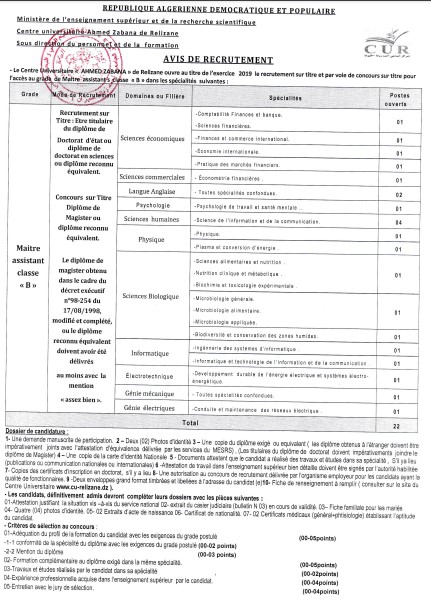 REPUBLIQUE ALGERIENNE DEMOCRATIQUE ET POPULAIRE
Ministère de l'enseignement supérieur et de la recherche scientifique
Centre universitaire Ahmed Zabana de Relizane
Sous direction du personnel et de la formation
CUR
AVIS DE RECRUTEMENT
- Le Centre Universitaire « AHMED ZABANA » de Relizane ouvre au titre de l'exercice 2019 le recrutement sur titre et par voie de concours sur titre pour
l'accès au grade de Maitre assistant classe « B » dans les spécialités suivantes :
Grade Mode de Recrutement Domaines ou Filière Spécialités Postes ouverts
Maitre assistant classe « B »
Recrutement sur
Titre : Etre titulaire
du diplôme de
Doctorat d'état ou
diplôme de
doctorat en sciences
ou diplôme reconnu
équivalent.
Concours sur Titre
Diplôme de
Magister ou
diplôme reconnu
équivalent.
Le diplôme de
magister obtenu
dans le cadre du
décret exécutif
n°98-254 du
17/08/1998,
modifié et complété,
ou le diplôme
reconnu équivalent
doivent avoir été
délivrés
au moins avec la
mention
« assez bien ».
Sciences économiques
-Comptabilité Finances et banque.
-Sciences financières.
01
-Finances et commerce international.
01
-Economie internationale.
01
-Pratique des marchés financiers.
01
Sciences commerciales - Économétrie financières . 01
Langue Anglaise - Toutes spécialités confondues. 02
Psychologie -Psychologie de travail et santé mentale . 01
Sciences humaines -Science de l'information et de la communication. 04
Physique
-Physique. 01
-Plasma et conversion d'énergie . 01
Sciences Biologique
-Sciences alimentaires et nutrition .
-Nutrition clinique et métabolique .
-Biochimie et toxicologie expérimentale .
01
-Microbiologie générale.
-Microbiologie alimentaire.
-Microbiologie appliquée.
01
-Biodiversité et conservation des zones humides. 01
Informatique
-Ingénierie des systèmes d'informatique 01
-Informatique et technologie de l'information et de la communication 01
Électrotechnique
-Developpement durable de l'énergie électrique et systèmes électro-
énergétique.
01
Génie mécanique - Toutes spécialités confondues. 01
Génie électriques -Conduite et maintenance des réseaux électrique 01
Total 22
Dossier de candidature :
1- Une demande manuscrite de participation. 2 – Deux (02) Photos d'identité 3 – Une copie du diplôme exigé ou équivalent ( les diplôme obtenus à l'étranger doivent être
impérativement joints avec l'attestation d'équivalence délivrée par les services du MESRS) , (Les titulaires du diplôme de doctorat doivent impérativement joindre le
diplôme de Magister) 4 – Une copie de la carte d'identité Nationale 5 - Documents attestant que le candidat a réalisé des travaux et études dans sa spécialité , S'il y a lieu
(publications ou communication nationales ou internationales) 6 -Attestation de travail dans l'enseignement supérieur bien détaillée doivent être signés par l'autorité habilitée
7 - Copies des certificats d'inscription en doctorat, s'il y a lieu 8 - Une autorisation au concours de recrutement délivrée par l'organisme employeur pour les candidats ayant la
qualité de fonctionnaire. 9 -Deux enveloppes grand format timbrées et libellées à l'adresse du candidat (e)10- Fiche de renseignement à remplir ( consulter sur le site du
Centre Universitaire www.cu-relizane.dz ).
- Les candidats, définitivement admis devront compléter leurs dossiers avec les pièces suivantes :
01-Attestation justifiant la situation vis -à-vis du service national 02- extrait du casier judiciaire (bulletin N 03) en cours de validité. 03– Fiche familiale pour les mariés
04- Quatre (04) photos d'identité. 05- 02 Extraits d'acte de naissance 06- Certificat de nationalité. 07- 02 Certificats médicaux (général-phtisiologie) établissant l'aptitude
du candidat.
- Critères de sélection au concours :
01-Adéquation du profil de la formation du candidat avec les exigences du grade postulé (00-05points)
-1-1 conformité de la spécialité du diplôme avec les exigences du grade postulé (00-02 points)
-2-2 Mention du diplôme (00-03 points)
02- Formation complémentaire au diplôme exigé dans la même spécialité. (00-05points)
03-Travaux et études réalisés par le candidat dans sa spécialité (00-02points)
04-Expérience professionnelle acquise dans l'enseignement supérieur par le candidat. (00-04points)
05-Entretien avec le jury de sélection. (00-04points)